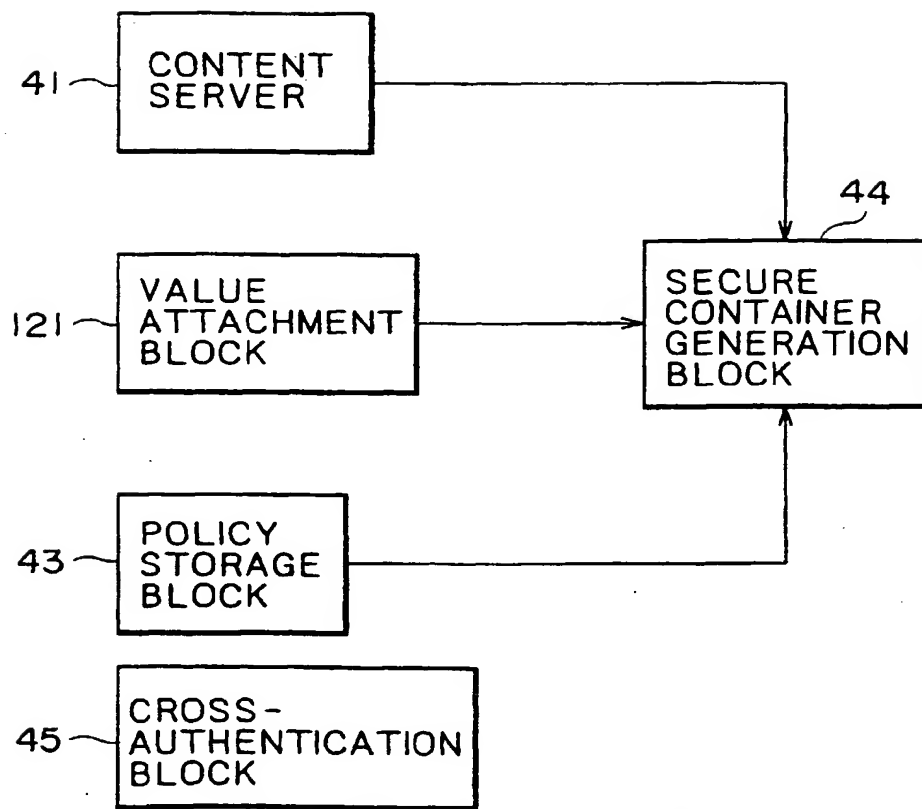 41
CONTENT
SERVER
44
121
VALUE
ATTACHMENT
BLOCK
SECURE
CONTAINER
GENERATION
BLOCK
43
POLICY
STORAGE
BLOCK
45
CROSS-
AUTHENTICATION
BLOCK